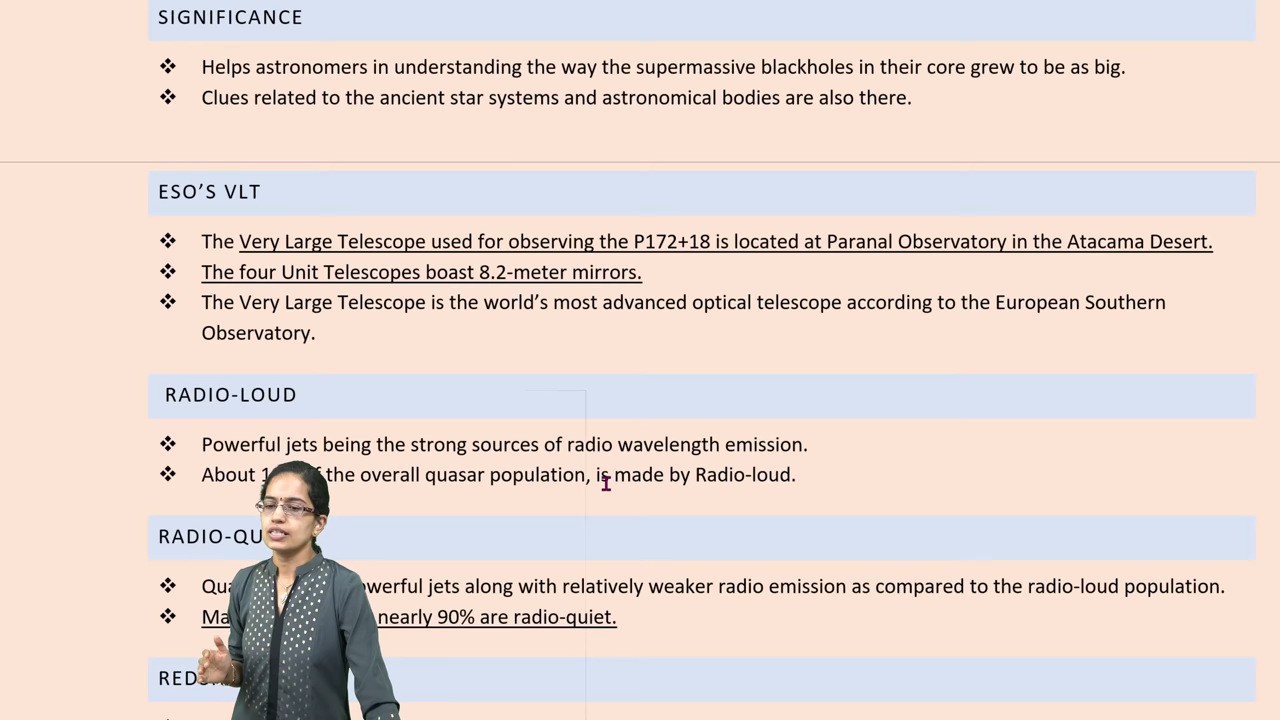 SIGNIFICANCE
❖ Helps astronomers in understanding the way the supermassive blackholes in their core grew to be as big.
❖ Clues related to the ancient star systems and astronomical bodies are also there.
ESO’S VLT
❖ The Very Large Telescope used for observing the P172+18 is located at Paranal Observatory in the Atacama Desert.
❖ The four Unit Telescopes boast 8.2-meter mirrors.
❖ The Very Large Telescope is the world’s most advanced optical telescope according to the European Southern
Observatory.
RADIO-LOUD
❖ Powerful jets being the strong sources of radio wavelength emission.
❖ About the overall quasar population, is made by Radio-loud.
❖ powerful jets along with relatively weaker radio emission as compared to the radio-loud population.
❖ nearly 90% are radio-quiet.